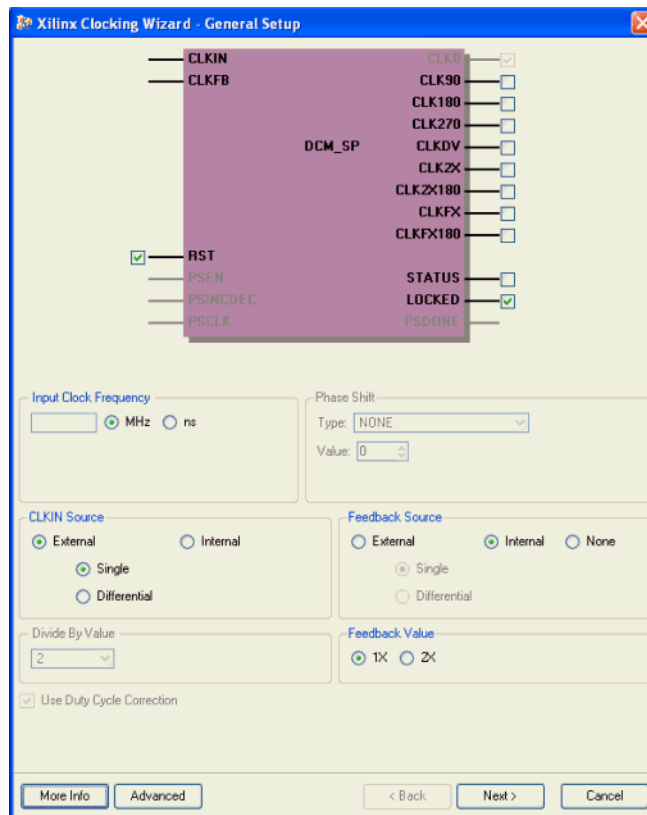 Xilinx Clocking Wizard - General Setup
CLKIN CLK0
CLKFB CLK90
CLK180
CLK270
DCM_SP CLKDV
CLK2X
CLK2X180
CLKFX
CLKFX180
RST
PSEN STATUS
PSINCDEC LOCKED
PSCLK PSDONE
Input Clock Frequency
MHz ns
Phase Shift
Type: NONE
Value: 0
CLKIN Source
External Internal
Single
Differential
Feedback Source
External Internal None
Single
Differential
Divide By Value
2
Feedback Value
1X 2X
Use Duty Cycle Correction
More Info Advanced < Back Next > Cancel